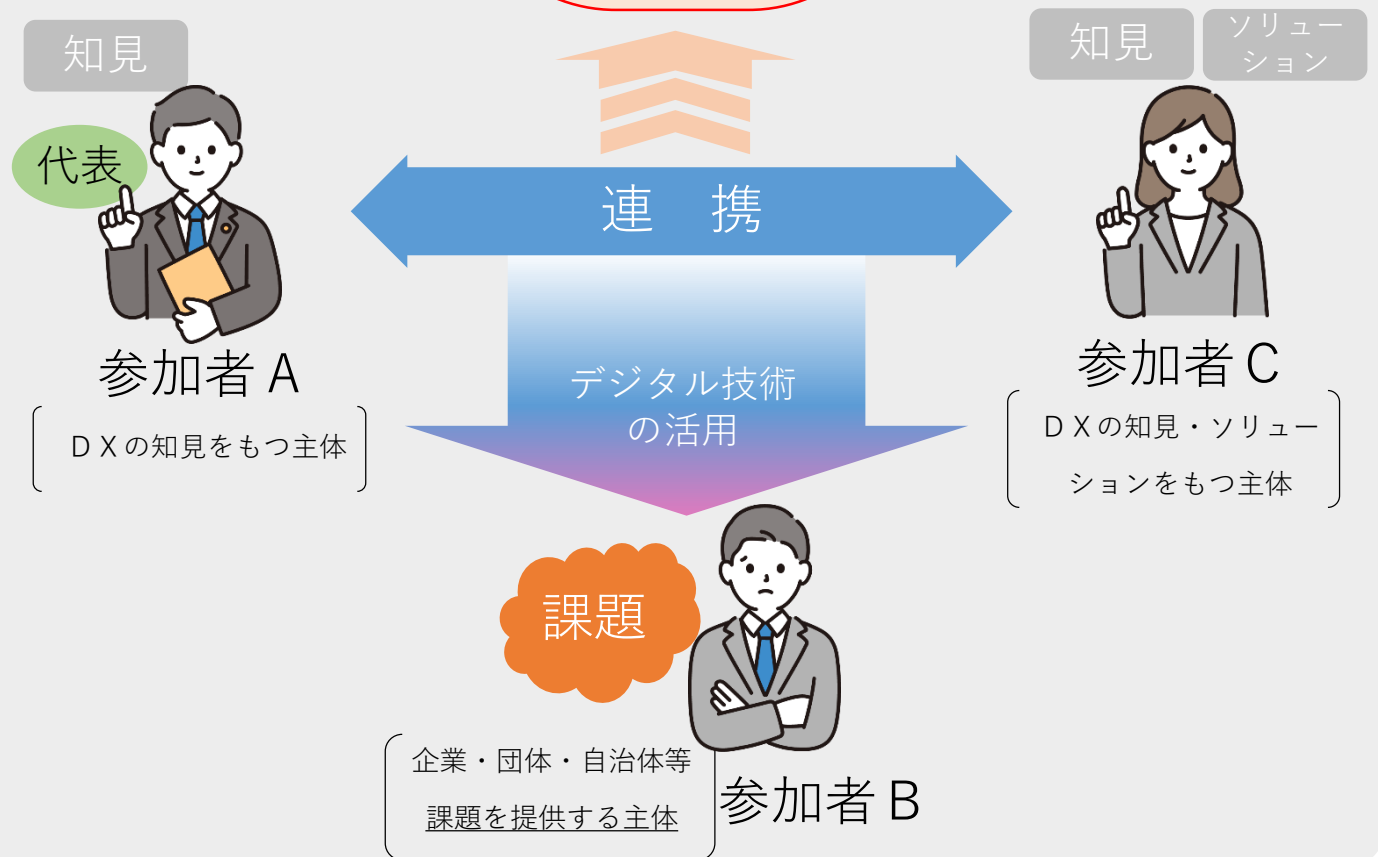 知見
代表
参加者A
ＤＸの知見をもつ主体
連　携
デジタル技術
の活用
知見
ソリュー
ション
参加者C
ＤＸの知見・ソリュー
ションをもつ主体
課題
企業・団体・自治体等
課題を提供する主体
参加者B